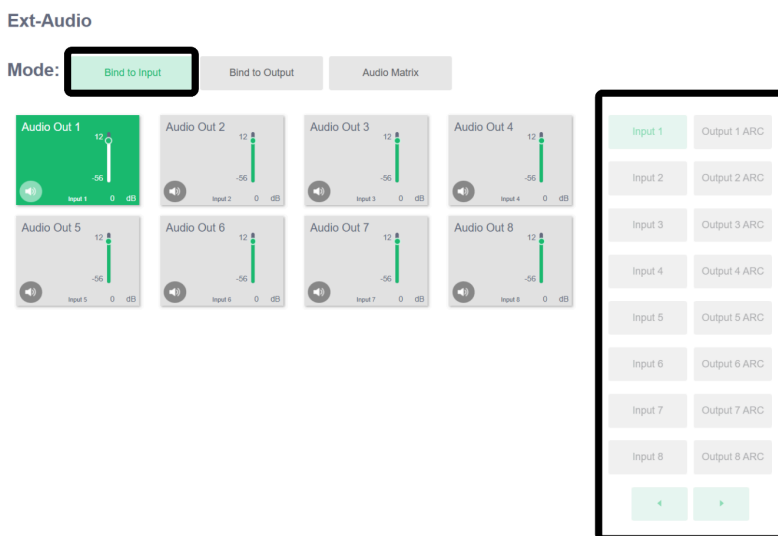 Ext-Audio
Mode: Bind to Input Bind to Output Audio Matrix
Audio Out 1
12
-56
Input 1 0 dB
Audio Out 2
12
-56
Input 2 0 dB
Audio Out 3
12
-56
Input 3 0 dB
Audio Out 4
12
-56
Input 4 0 dB
Audio Out 5
12
-56
Input 5 0 dB
Audio Out 6
12
-56
Input 6 0 dB
Audio Out 7
12
-56
Input 7 0 dB
Audio Out 8
12
-56
Input 8 0 dB
Input 1 Output 1 ARC
Input 2 Output 2 ARC
Input 3 Output 3 ARC
Input 4 Output 4 ARC
Input 5 Output 5 ARC
Input 6 Output 6 ARC
Input 7 Output 7 ARC
Input 8 Output 8 ARC